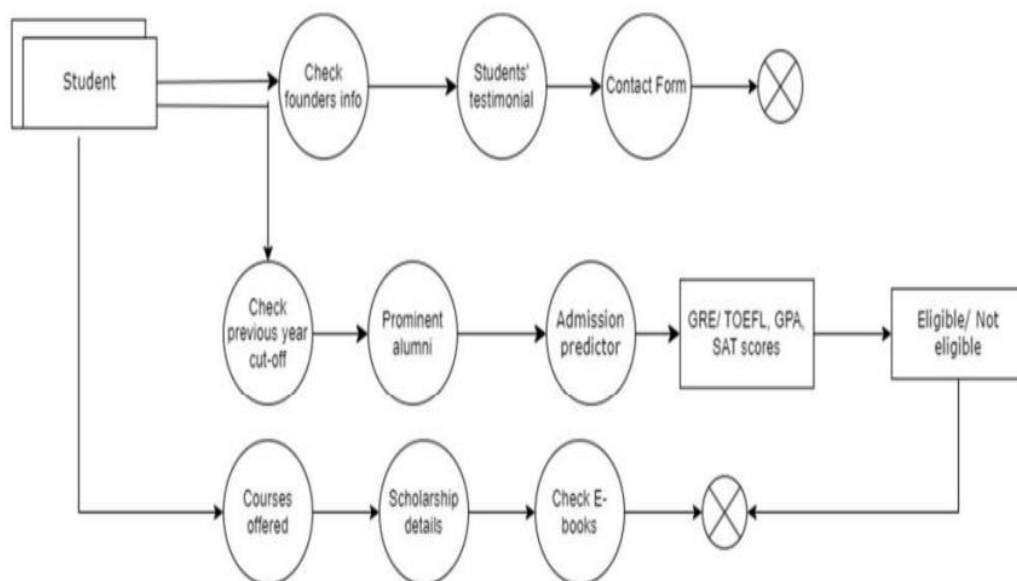 Student
Check
founders info
Students'
testimonial
Contact Form
Check
previous year
cut-off
Prominent
alumni
Admission
predictor
GRE/ TOEFL, GPA,
SAT scores
Eligible/ Not
eligible
Courses
offered
Scholarship
details
Check E-
books